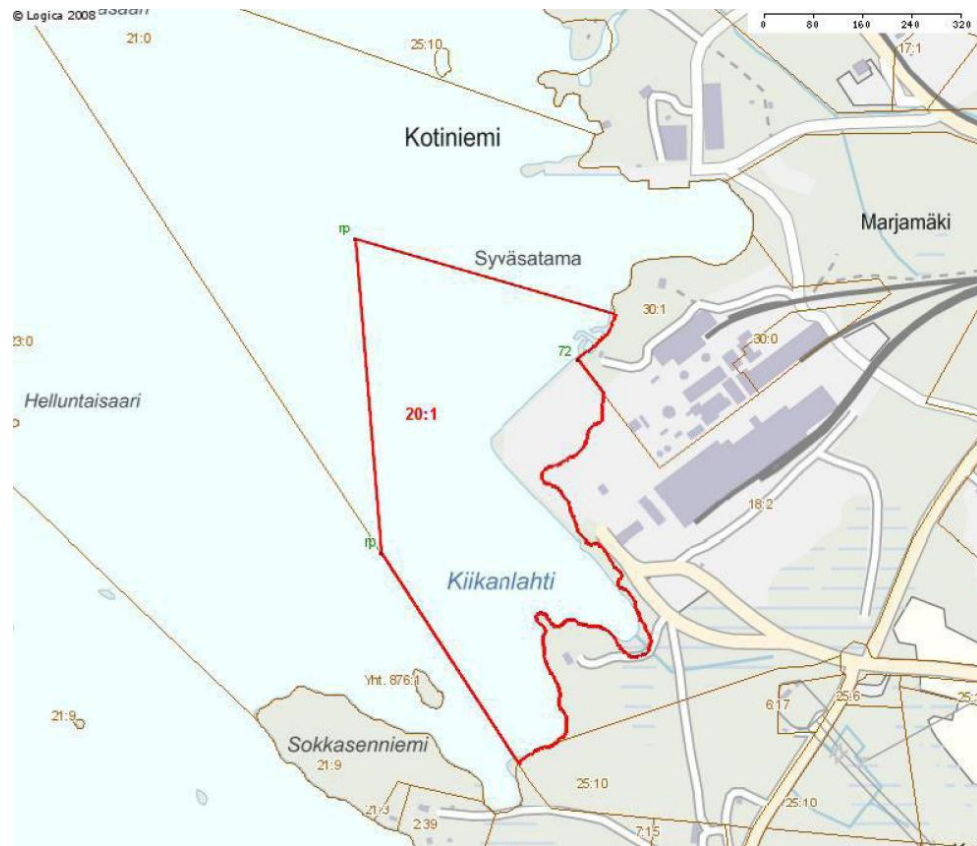 © Logica 2008
0 80 160 240 320
21:0
25:10
17:1
Kotiniemi
Marjamäki
rp
Syväsatama
30:1
72
30:0
23:0
Helluntaisaari
20:1
18:2
rp
Kiikanlahti
Yht. 876:1
21:9
6:17
25:6
Sokkasenniemi
21:9
25:10
21:3
2:39
7:15
25:10